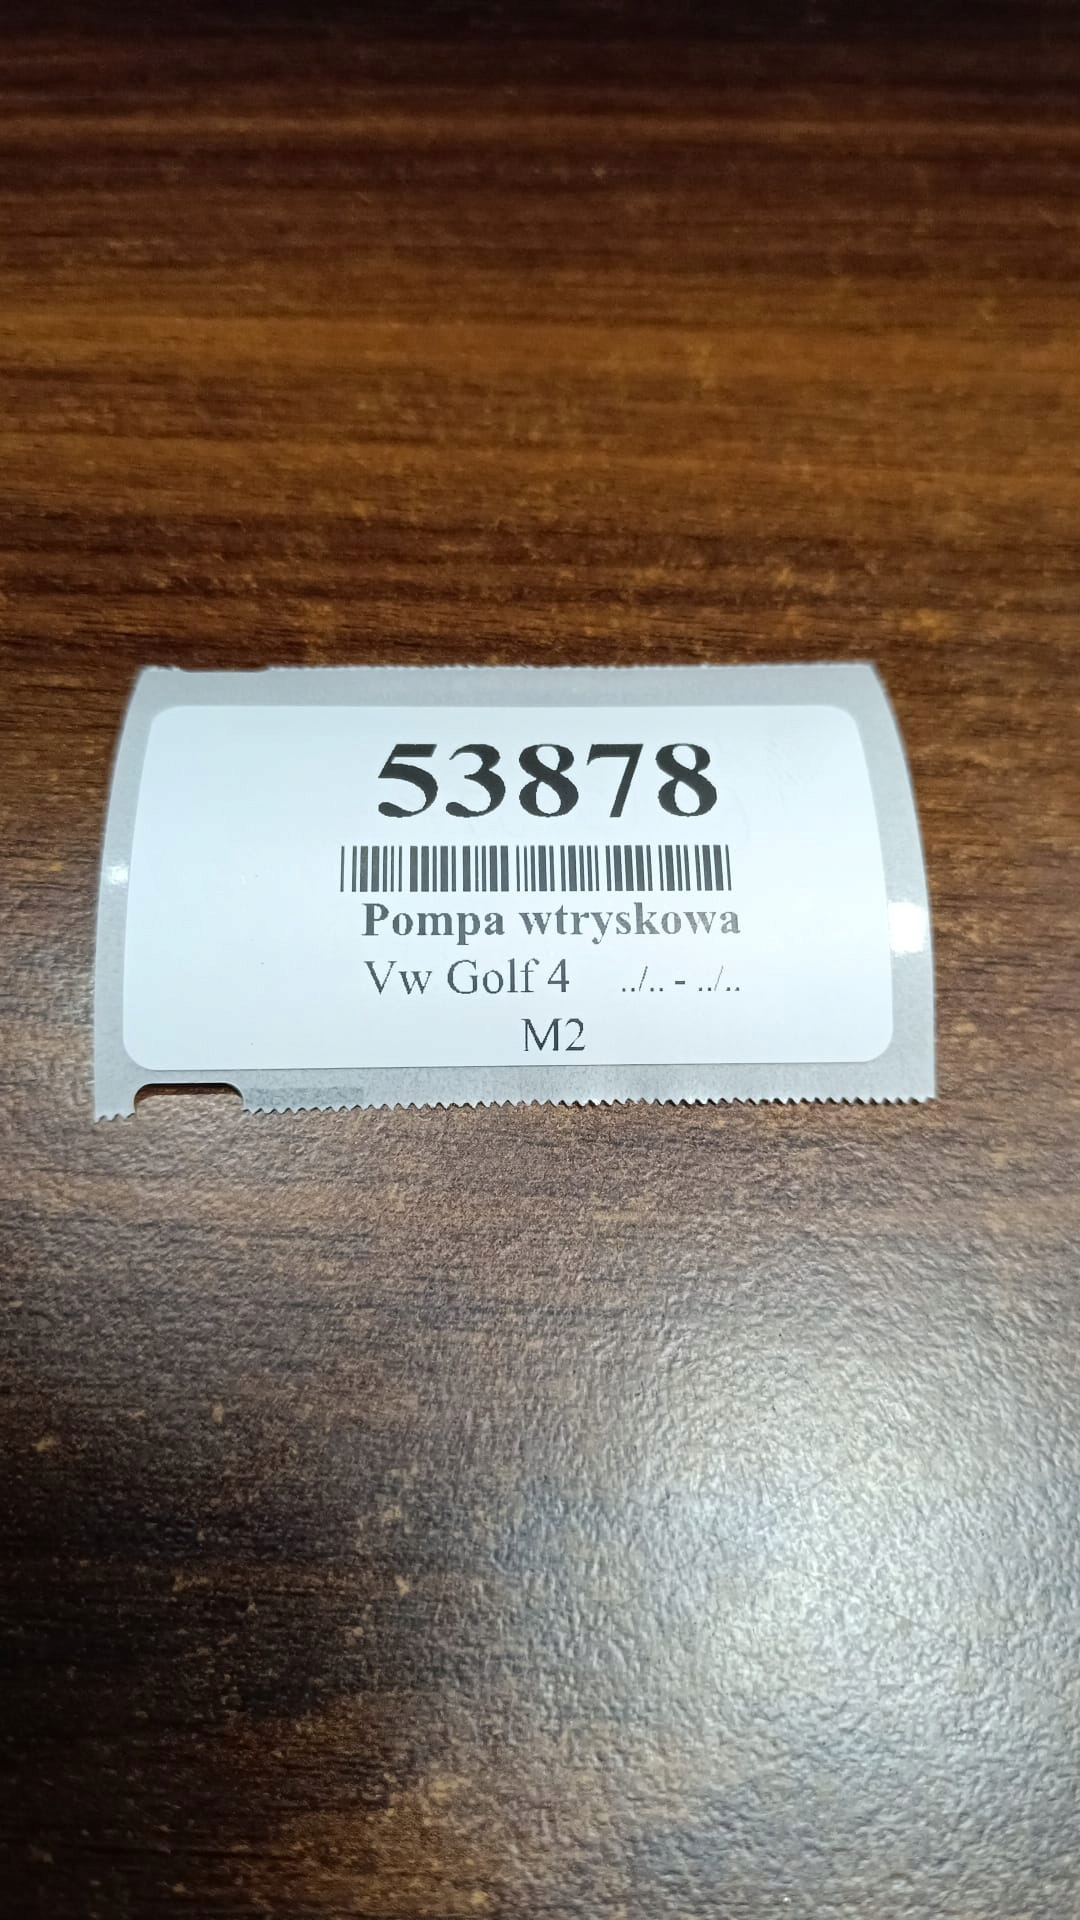 53878
Pompa wtryskowa
Vw Golf 4 ../.. - ../..
M2